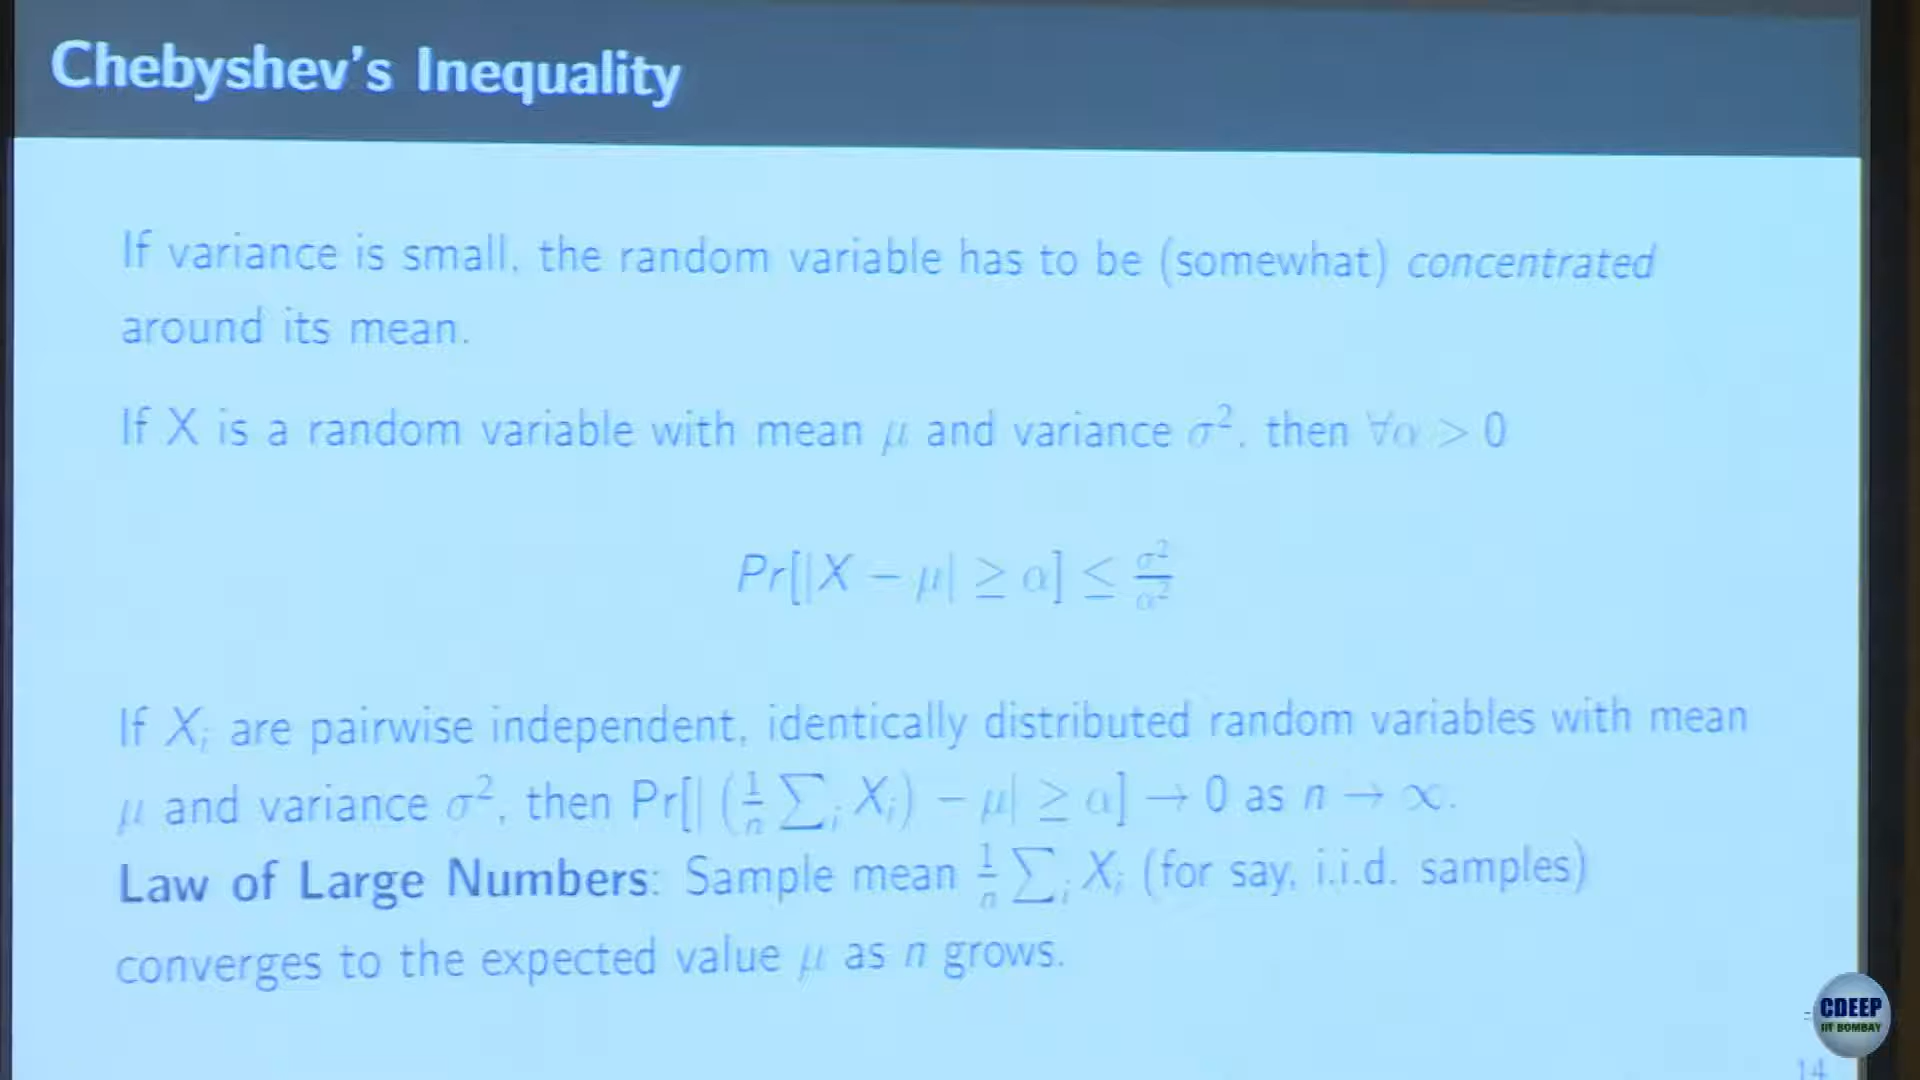 Chebyshev's Inequality
If variance is small, the random variable has to be (somewhat) concentrated
around its mean.
If X is a random variable with mean μ and variance σ², then ∀α > 0
Pr[|X − μ| ≥ α] ≤ σ²/α²
If Xᵢ are pairwise independent, identically distributed random variables with mean
μ and variance σ², then Pr[| (1/n ∑ᵢ Xᵢ) − μ| ≥ α] → 0 as n → ∞.
Law of Large Numbers: Sample mean 1/n ∑ᵢ Xᵢ (for say, i.i.d. samples)
converges to the expected value μ as n grows.
CDEEP
IIT BOMBAY
14